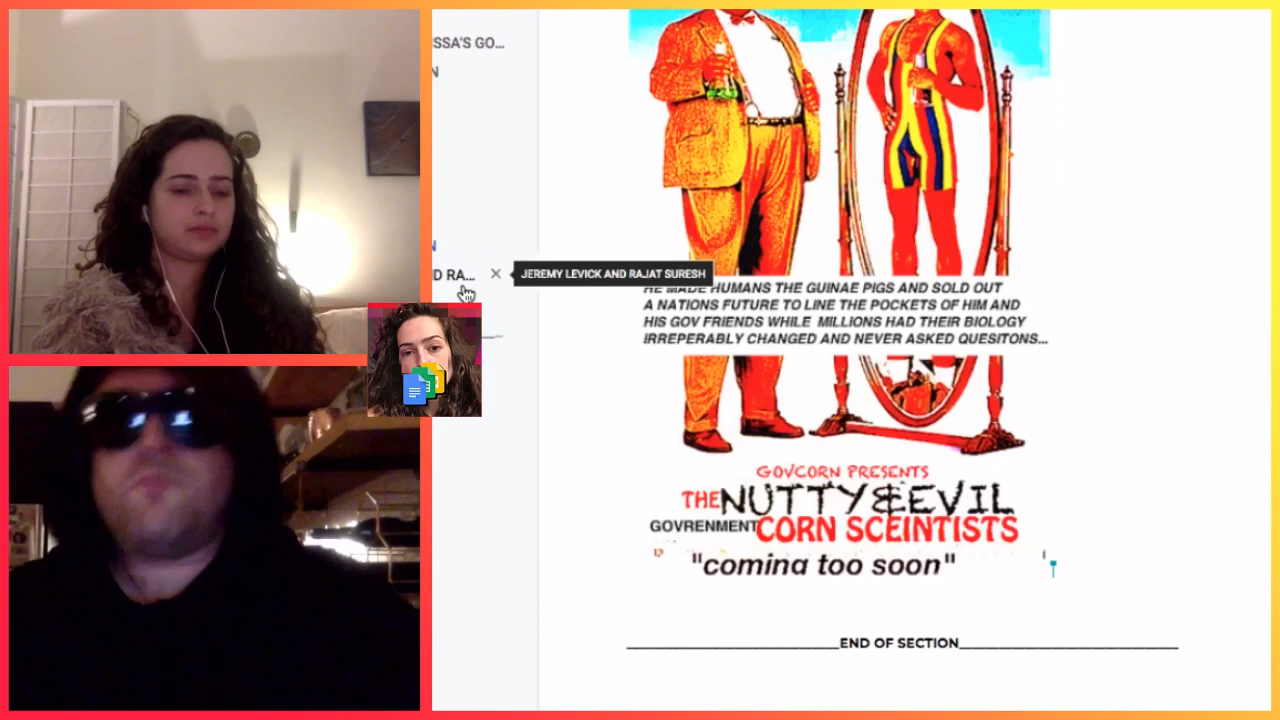 SSA'S GO...
N
N
D RA...
JEREMY LEVICK AND RAJAT SURESH
HE MADE HUMANS THE GUINAE PIGS AND SOLD OUT
A NATIONS FUTURE TO LINE THE POCKETS OF HIM AND
HIS GOV FRIENDS WHILE MILLIONS HAD THEIR BIOLOGY
IRREPERABLY CHANGED AND NEVER ASKED QUESITONS...
GOVCORN PRESENTS
THE NUTTY & EVIL
GOVRENMENT CORN SCEINTISTS
"coming too soon"
END OF SECTION